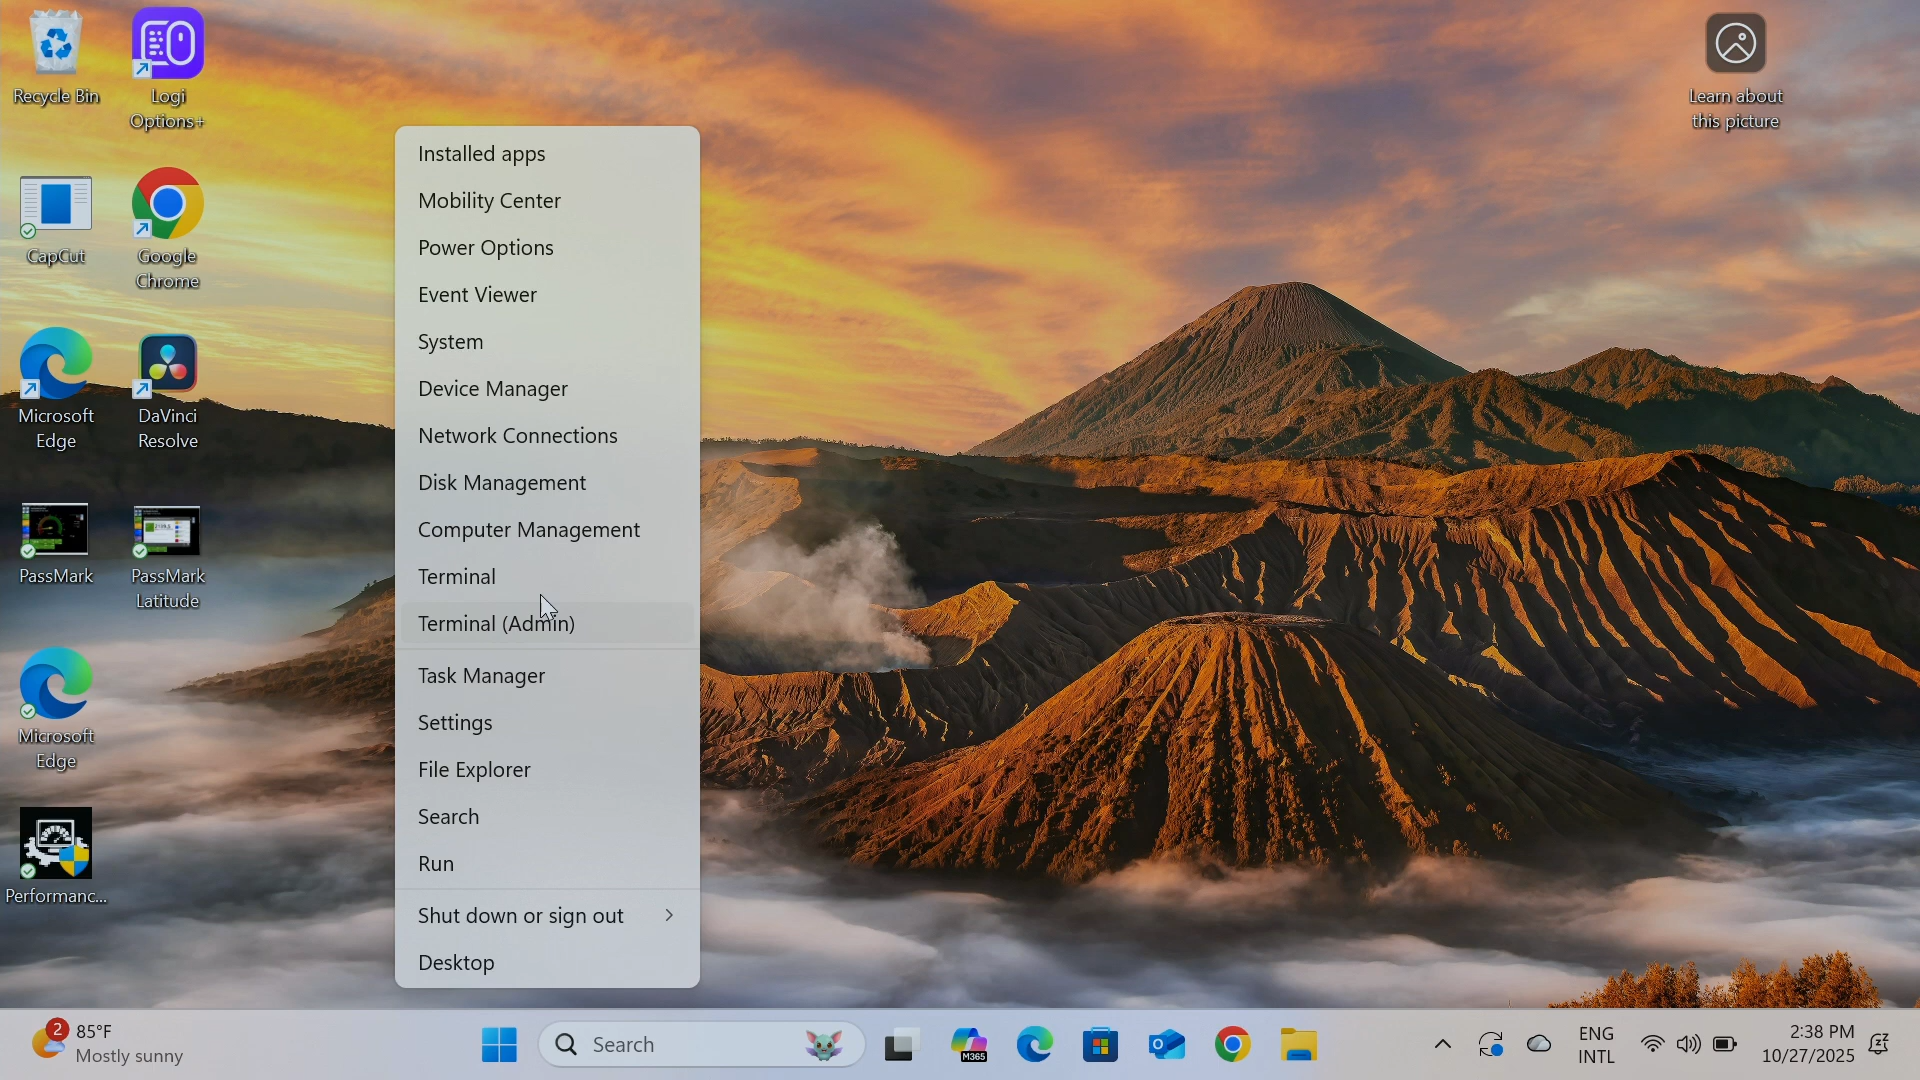 Recycle Bin
Logi
Options+
CapCut
Google
Chrome
Microsoft
Edge
DaVinci
Resolve
PassMark
PassMark
Latitude
Microsoft
Edge
Performanc...
Learn about
this picture
Installed apps
Mobility Center
Power Options
Event Viewer
System
Device Manager
Network Connections
Disk Management
Computer Management
Terminal
Terminal (Admin)
Task Manager
Settings
File Explorer
Search
Run
Shut down or sign out
Desktop
2
85°F
Mostly sunny
Search
M365
ENG
INTL
2:38 PM
10/27/2025